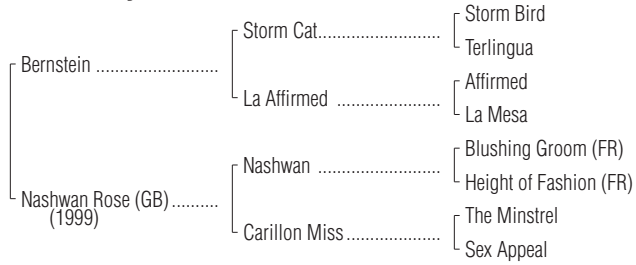 Storm Bird
Storm Cat....................
Terlingua
Bernstein ..........................
Affirmed
La Affirmed ......................
La Mesa
Blushing Groom (FR)
Nashwan ..........................
Height of Fashion (FR)
Nashwan Rose (GB)..........
(1999)
The Minstrel
Carillon Miss....................
Sex Appeal